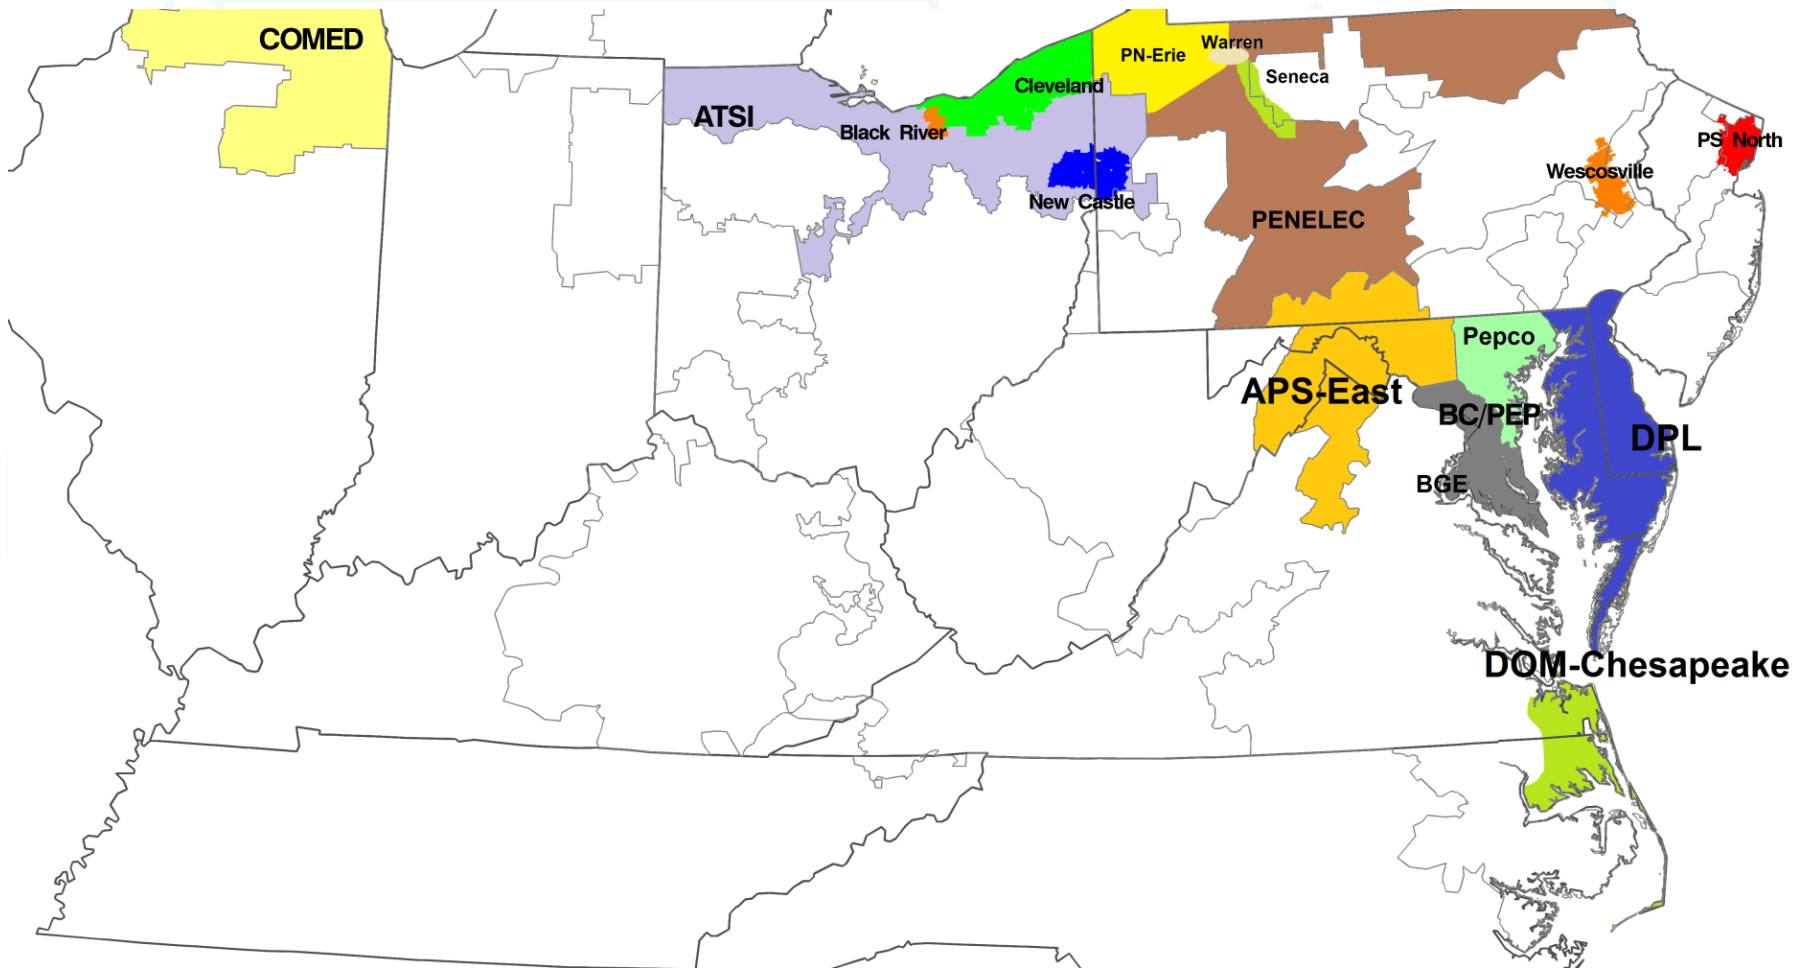 COMED
Warren
PN-Erie
Seneca
Cleveland
ATSI
Black River
PS North
Wescosville
New Castle
PENELEC
Pepco
APS-East
BC/PEP
DPL
BGE
DOM-Chesapeake